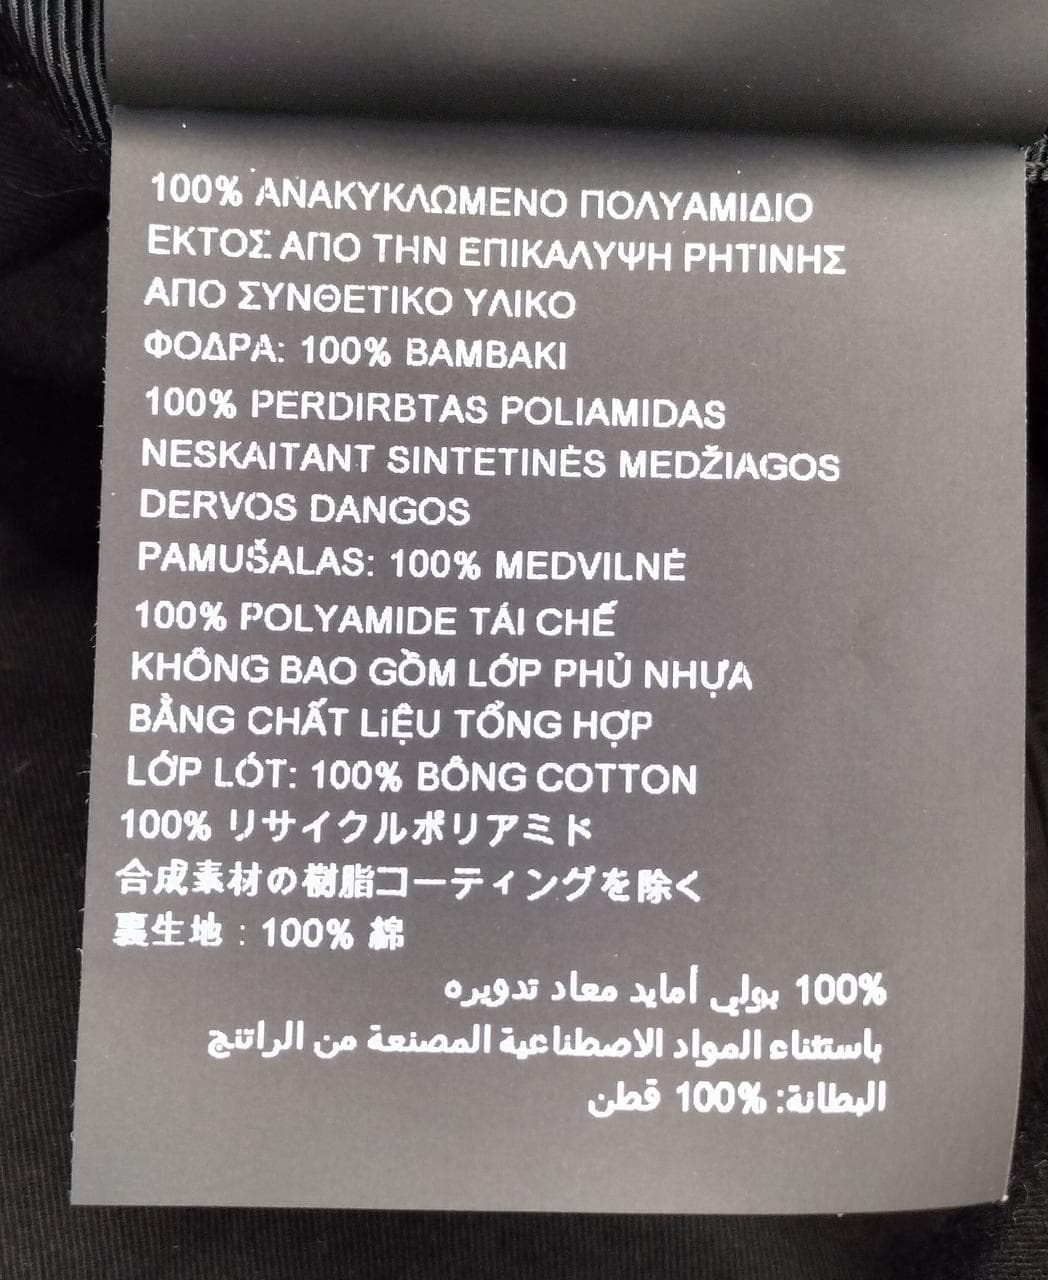 100% ΑΝΑΚΥΚΛΩΜΕΝΟ ΠΟΛΥΑΜΙΔΙΟ
ΕΚΤΟΣ ΑΠΟ ΤΗΝ ΕΠΙΚΑΛΥΨΗ ΡΗΤΙΝΗΣ
ΑΠΟ ΣΥΝΘΕΤΙΚΟ ΥΛΙΚΟ
ΦΟΔΡΑ: 100% ΒΑΜΒΑΚΙ
100% PERDIRBTAS POLIAMIDAS
NESKAITANT SINTETINĖS MEDŽIAGOS
DERVOS DANGOS
PAMUŠALAS: 100% MEDVILNĖ
100% POLYAMIDE TÁI CHẾ
KHÔNG BAO GỒM LỚP PHỦ NHỰA
BẰNG CHẤT LiỆU TỔNG HỢP
LỚP LÓT: 100% BÔNG COTTON
100% リサイクルポリアミド
合成素材の樹脂コーティングを除く
裏生地 : 100% 綿
100% بولي أمايد معاد تدويره
باستثناء المواد الاصطناعية المصنعة من الراتنج
البطانة: 100% قطن